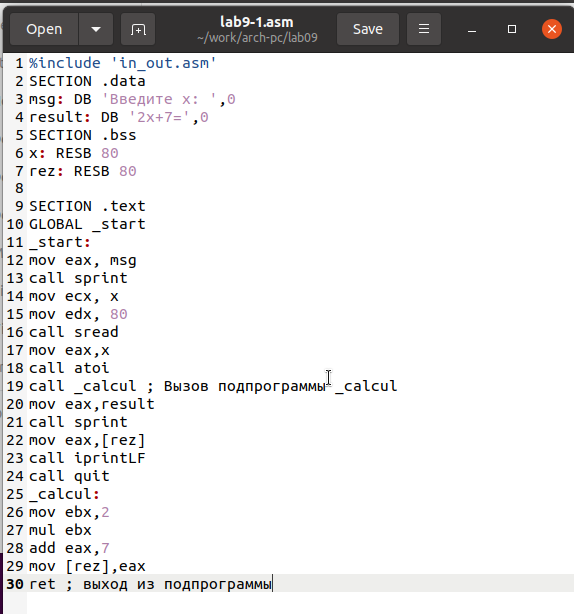 Open
lab9-1.asm
~/work/arch-pc/lab09
Save
1 %include 'in_out.asm'
2 SECTION .data
3 msg: DB 'Введите x: ',0
4 result: DB '2x+7=',0
5 SECTION .bss
6 x: RESB 80
7 rez: RESB 80
8
9 SECTION .text
10 GLOBAL _start
11 _start:
12 mov eax, msg
13 call sprint
14 mov ecx, x
15 mov edx, 80
16 call sread
17 mov eax,x
18 call atoi
19 call _calcul ; Вызов подпрограммы _calcul
20 mov eax,result
21 call sprint
22 mov eax,[rez]
23 call iprintLF
24 call quit
25 _calcul:
26 mov ebx,2
27 mul ebx
28 add eax,7
29 mov [rez],eax
30 ret ; выход из подпрограммы